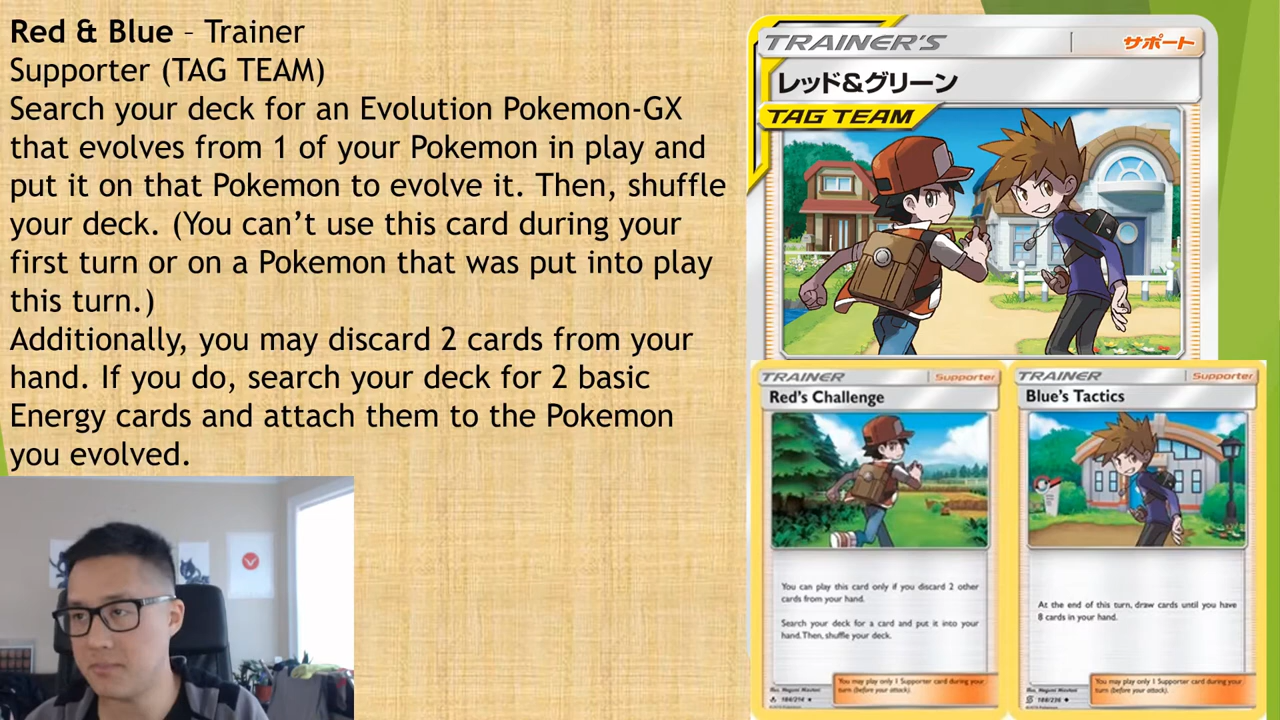 Red & Blue – Trainer
Supporter (TAG TEAM)
Search your deck for an Evolution Pokemon-GX
that evolves from 1 of your Pokemon in play and
put it on that Pokemon to evolve it. Then, shuffle
your deck. (You can’t use this card during your
first turn or on a Pokemon that was put into play
this turn.)
Additionally, you may discard 2 cards from your
hand. If you do, search your deck for 2 basic
Energy cards and attach them to the Pokemon
you evolved.
TRAINER'S サポート
レッド&グリーン
TAG TEAM
TRAINER Supporter
Red's Challenge
You can play this card only if you discard 2 other
cards from your hand.
Search your deck for a card and put it into your
hand. Then, shuffle your deck.
You may play only 1 Supporter card during your
turn (before your attack).
184/214
TRAINER Supporter
Blue's Tactics
At the end of this turn, draw cards until you have
8 cards in your hand.
You may play only 1 Supporter card during your
turn (before your attack).
188/236